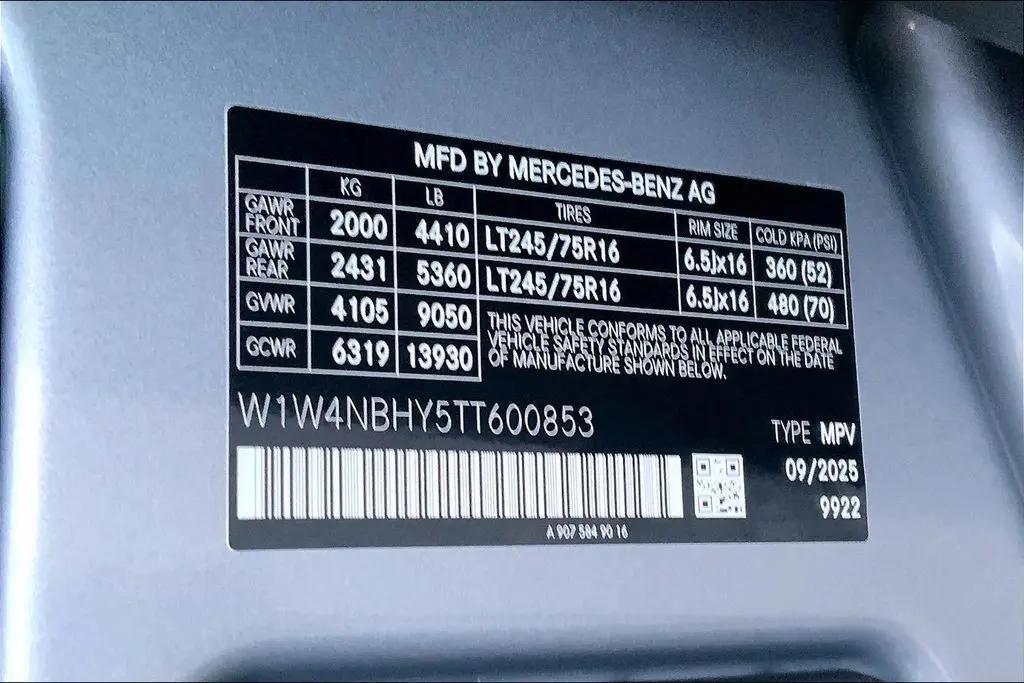 MFD BY MERCEDES-BENZ AG
KG LB TIRES RIM SIZE COLD KPA (PSI)
GAWR FRONT 2000 4410 LT245/75R16 6.5Jx16 360 (52)
GAWR REAR 2431 5360 LT245/75R16 6.5Jx16 480 (70)
GVWR 4105 9050
GCWR 6319 13930
THIS VEHICLE CONFORMS TO ALL APPLICABLE FEDERAL
VEHICLE SAFETY STANDARDS IN EFFECT ON THE DATE
OF MANUFACTURE SHOWN BELOW.
W1W4NBHY5TT600853
TYPE MPV
09/2025
9922
A 907 584 90 16